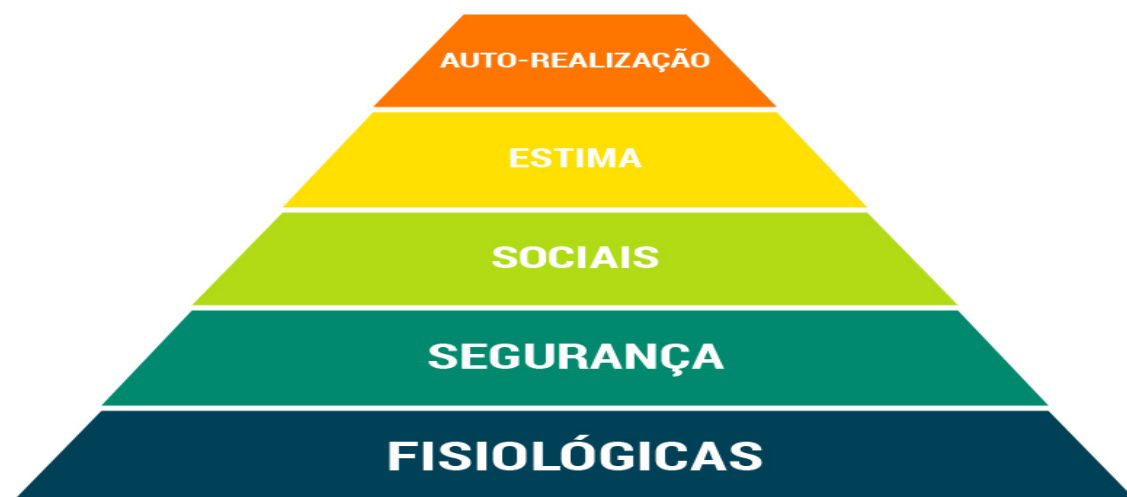 AUTO-REALIZAÇÃO
ESTIMA
SOCIAIS
SEGURANÇA
FISIOLÓGICAS